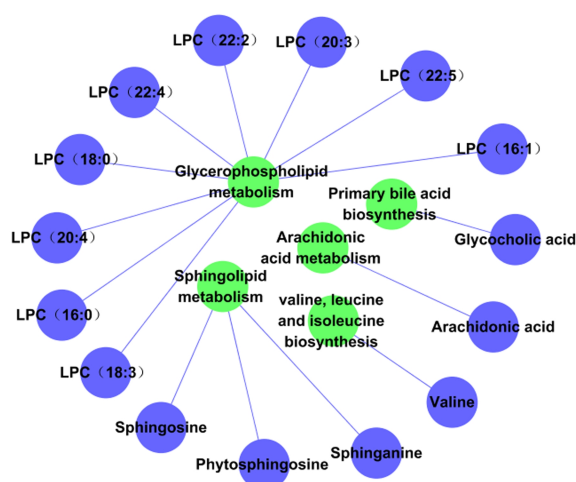 LPC（22:2）
LPC（20:3）
LPC（22:5）
LPC（22:4）
LPC（16:1）
LPC（18:0）
Glycerophospholipid
metabolism
Primary bile acid
biosynthesis
LPC（20:4）
Arachidonic
acid metabolism
Glycocholic acid
Sphingolipid
metabolism
valine, leucine
and isoleucine
biosynthesis
LPC（16:0）
Arachidonic acid
LPC（18:3）
Valine
Sphingosine
Sphinganine
Phytosphingosine